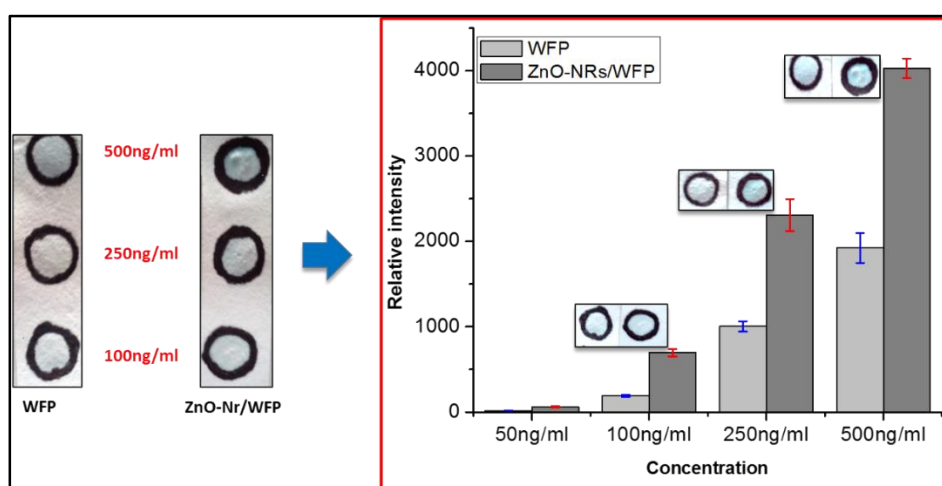 500ng/ml
250ng/ml
100ng/ml
WFP
ZnO-Nr/WFP
Relative intensity
4000
3000
2000
1000
0
WFP
ZnO-NRs/WFP
50ng/ml
100ng/ml
250ng/ml
500ng/ml
Concentration